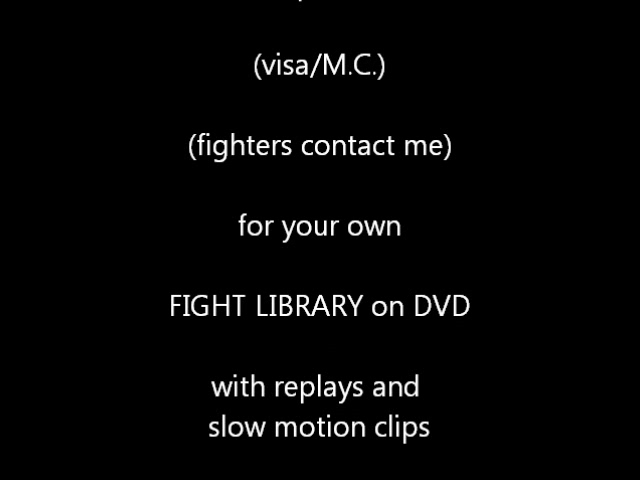 (visa/M.C.)
(fighters contact me)
for your own
FIGHT LIBRARY on DVD
with replays and
slow motion clips